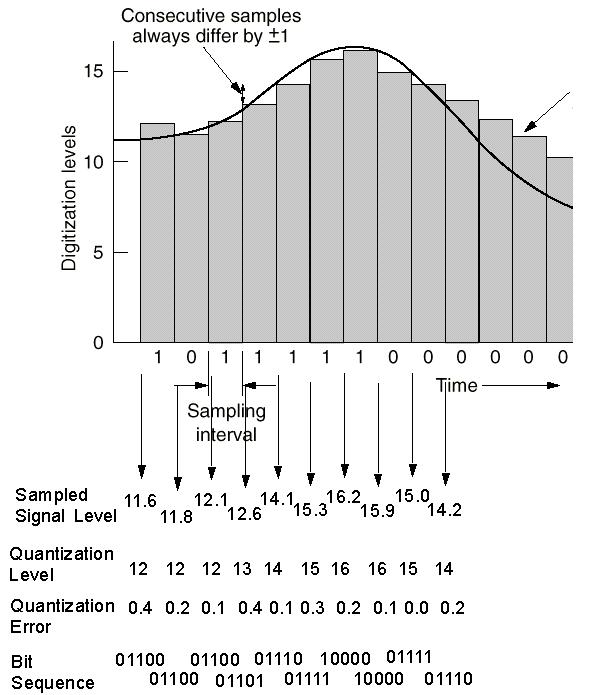 Consecutive samples
always differ by ±1
15
10
5
0
Digitization levels
1 0 1 1 1 1 1 0 0 0 0 0 0
Time
Sampling
interval
Sampled
Signal Level
11.6 11.8 12.1 12.6 14.1 15.3 16.2 15.9 15.0 14.2
Quantization
Level
12 12 12 13 14 15 16 16 15 14
Quantization
Error
0.4 0.2 0.1 0.4 0.1 0.3 0.2 0.1 0.0 0.2
Bit
Sequence
01100 01100 01110 10000 01111
01100 01101 01111 10000 01110